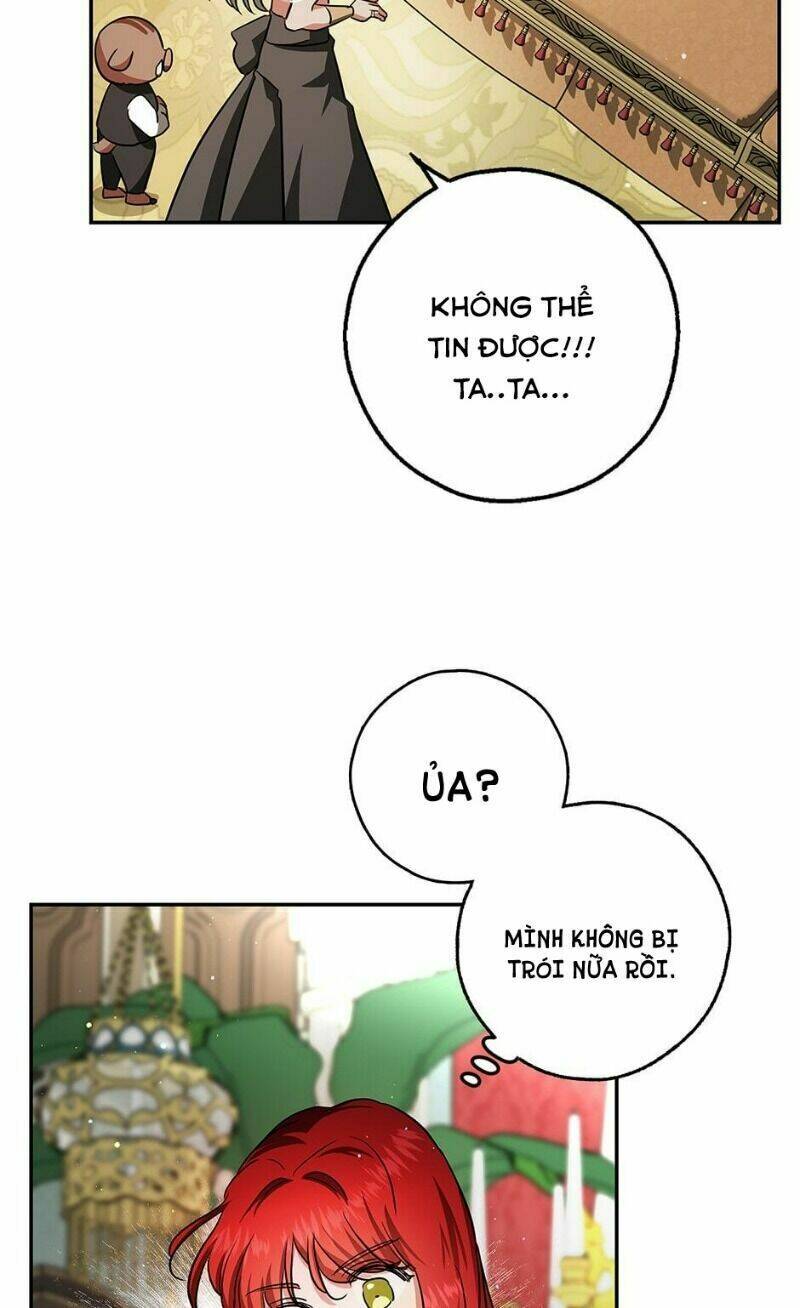 KHÔNG THỂ
TIN ĐƯỢC!!!
TA..TA...
ỦA?
MÌNH KHÔNG BỊ
TRÓI NỮA RỒI.